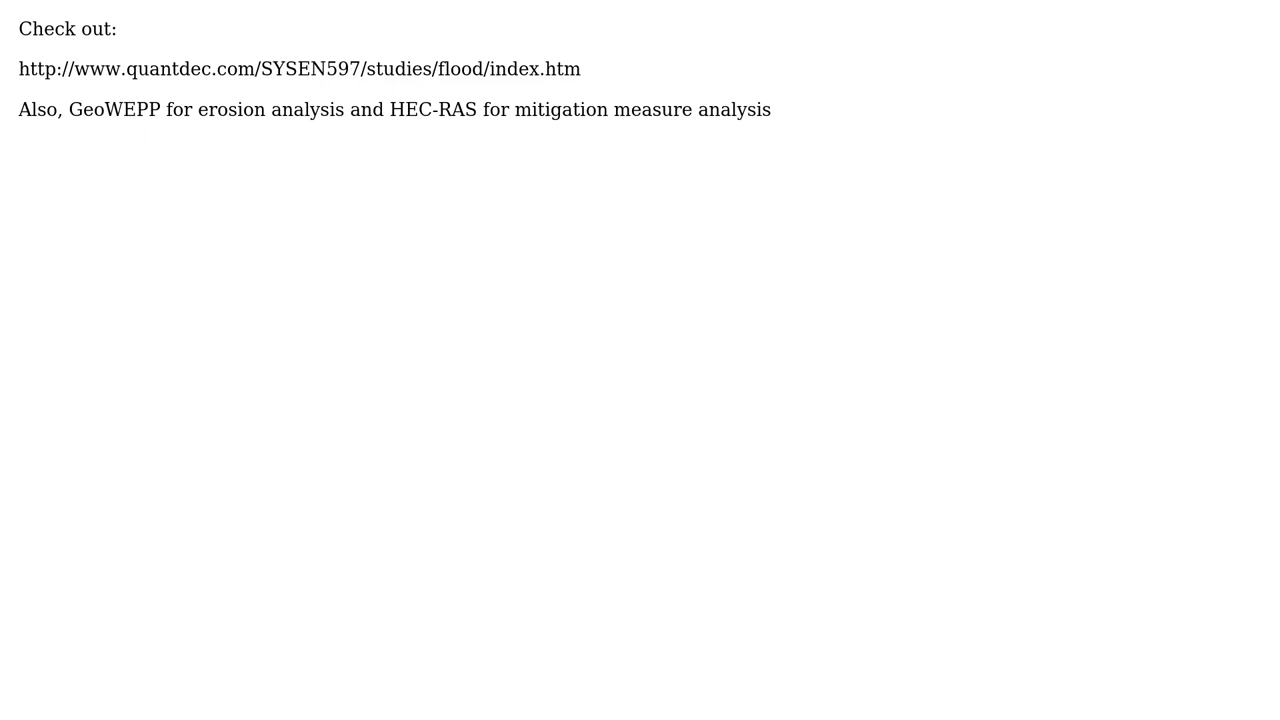 Check out:
http://www.quantdec.com/SYSEN597/studies/flood/index.htm
Also, GeoWEPP for erosion analysis and HEC-RAS for mitigation measure analysis